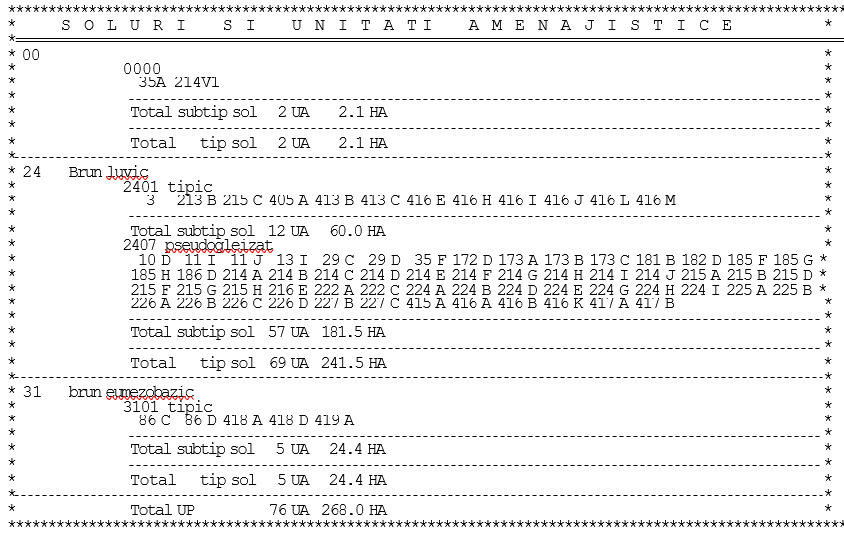 ********************************************************************************
* S O L U R I   S I   U N I T A T I   A M E N A J I S T I C E *
*==============================================================================*
* 00 *
* 0000 *
* 35A 214V1 *
* ------------------------------------------------------------------ *
* Total subtip sol 2 UA 2.1 HA *
* ------------------------------------------------------------------ *
* Total tip sol 2 UA 2.1 HA *
*------------------------------------------------------------------------------*
* 24 Brun luvic *
* 2401 tipic *
* 3 213 B 215 C 405 A 413 B 413 C 416 E 416 H 416 I 416 J 416 L 416 M *
* ------------------------------------------------------------------ *
* Total subtip sol 12 UA 60.0 HA *
* 2407 pseudogleizat *
* 10 D 11 I 11 J 13 I 29 C 29 D 35 F 172 D 173 A 173 B 173 C 181 B 182 D 185 F 185 G *
* 185 H 186 D 214 A 214 B 214 C 214 D 214 E 214 F 214 G 214 H 214 I 214 J 215 A 215 B 215 D *
* 215 F 215 G 215 H 216 E 222 A 222 C 224 A 224 B 224 D 224 E 224 G 224 H 224 I 225 A 225 B *
* 226 A 226 B 226 C 226 D 227 B 227 C 415 A 416 A 416 B 416 K 417 A 417 B *
* ------------------------------------------------------------------ *
* Total subtip sol 57 UA 181.5 HA *
* ------------------------------------------------------------------ *
* Total tip sol 69 UA 241.5 HA *
*------------------------------------------------------------------------------*
* 31 brun eumezobazic *
* 3101 tipic *
* 86 C 86 D 418 A 418 D 419 A *
* ------------------------------------------------------------------ *
* Total subtip sol 5 UA 24.4 HA *
* ------------------------------------------------------------------ *
* Total tip sol 5 UA 24.4 HA *
*------------------------------------------------------------------------------*
* Total UP 76 UA 268.0 HA *
********************************************************************************